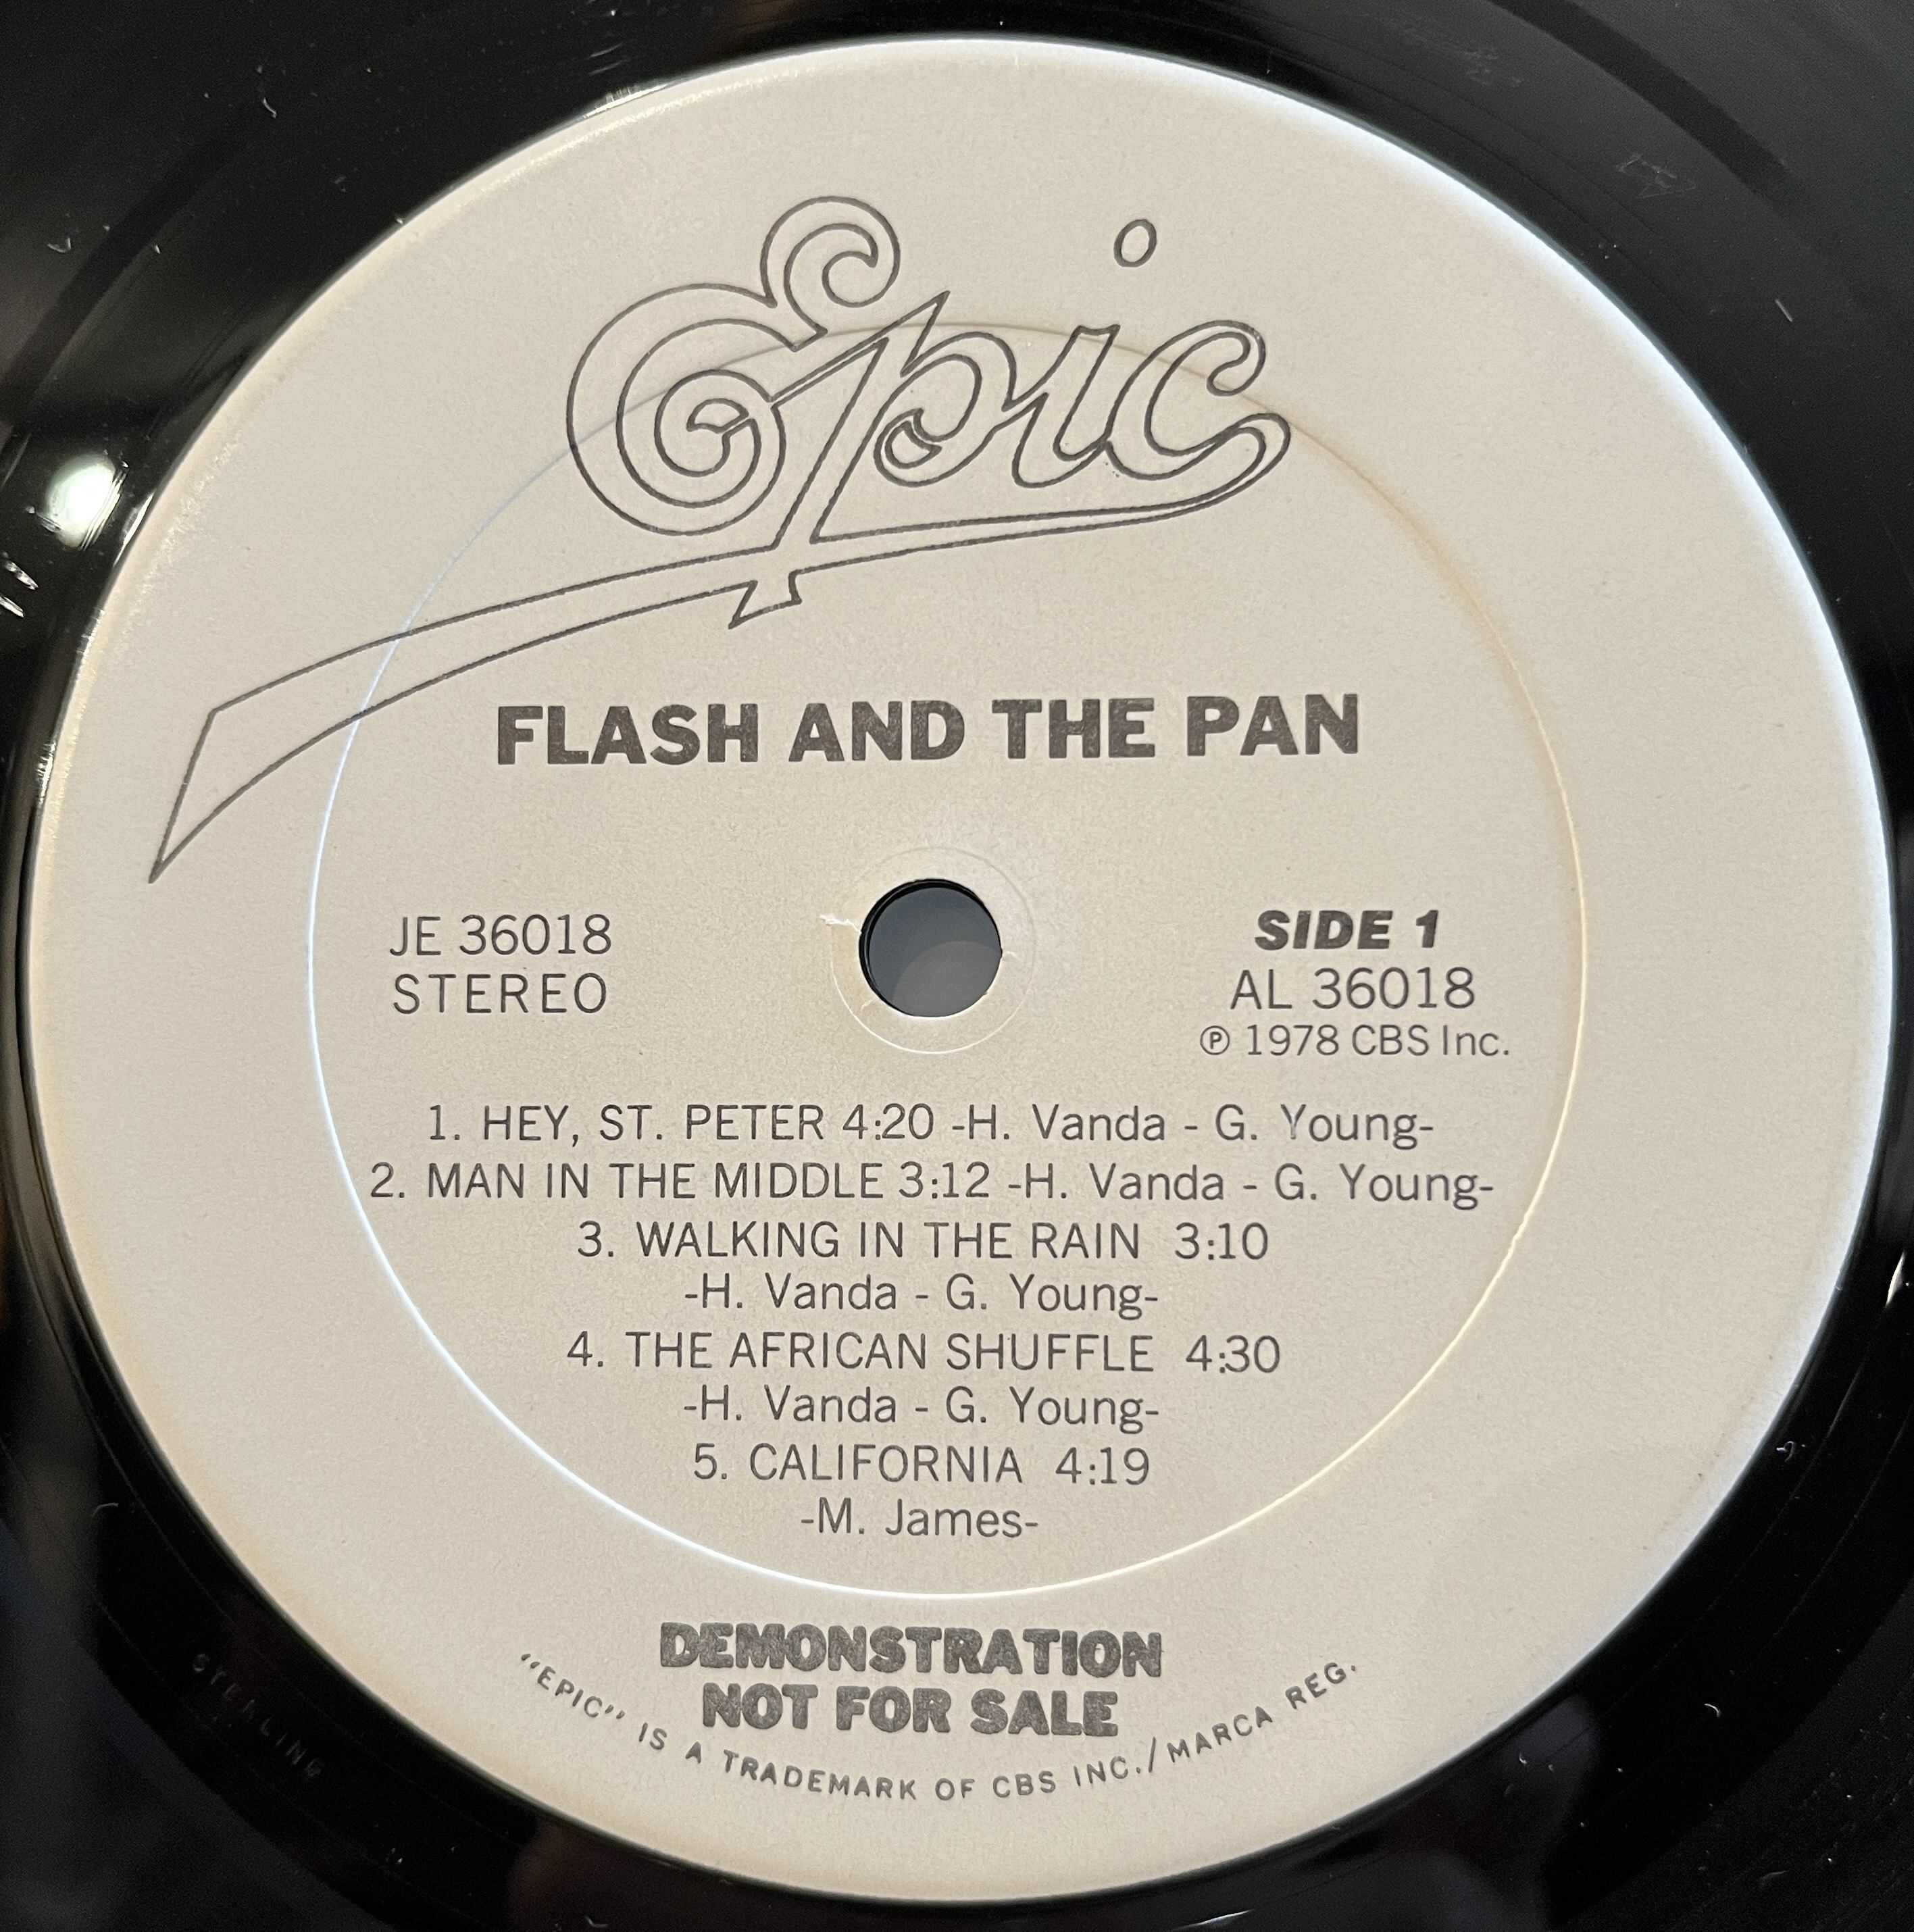 Epic
FLASH AND THE PAN
JE 36018
STEREO
SIDE 1
AL 36018
℗ 1978 CBS Inc.
1. HEY, ST. PETER 4:20 -H. Vanda - G. Young-
2. MAN IN THE MIDDLE 3:12 -H. Vanda - G. Young-
3. WALKING IN THE RAIN 3:10
-H. Vanda - G. Young-
4. THE AFRICAN SHUFFLE 4:30
-H. Vanda - G. Young-
5. CALIFORNIA 4:19
-M. James-
DEMONSTRATION
NOT FOR SALE
"EPIC" IS A TRADEMARK OF CBS INC./MARCA REG.
STERLING